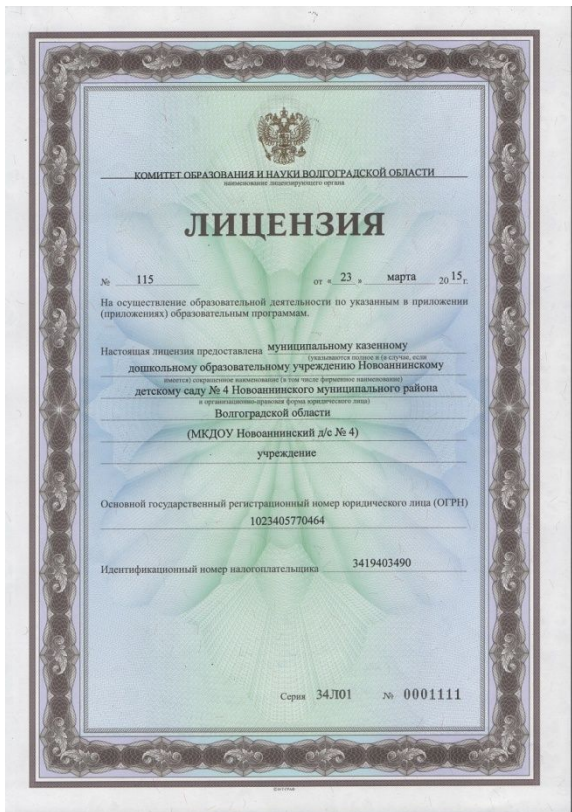 КОМИТЕТ ОБРАЗОВАНИЯ И НАУКИ ВОЛГОГРАДСКОЙ ОБЛАСТИ
наименование лицензирующего органа
ЛИЦЕНЗИЯ
№ 115 от « 23 » марта 20 15 г.
На осуществление образовательной деятельности по указанным в приложении
(приложениях) образовательным программам.
Настоящая лицензия предоставлена муниципальному казенному
(указываются полное и (в случае, если
дошкольному образовательному учреждению Новоаннинскому
имеется) сокращенное наименование (в том числе фирменное наименование)
детскому саду № 4 Новоаннинского муниципального района
и организационно-правовая форма юридического лица)
Волгоградской области
(МКДОУ Новоаннинский д/с № 4)
учреждение
Основной государственный регистрационный номер юридического лица (ОГРН)
1023405770464
Идентификационный номер налогоплательщика 3419403490
Серия 34Л01 № 0001111